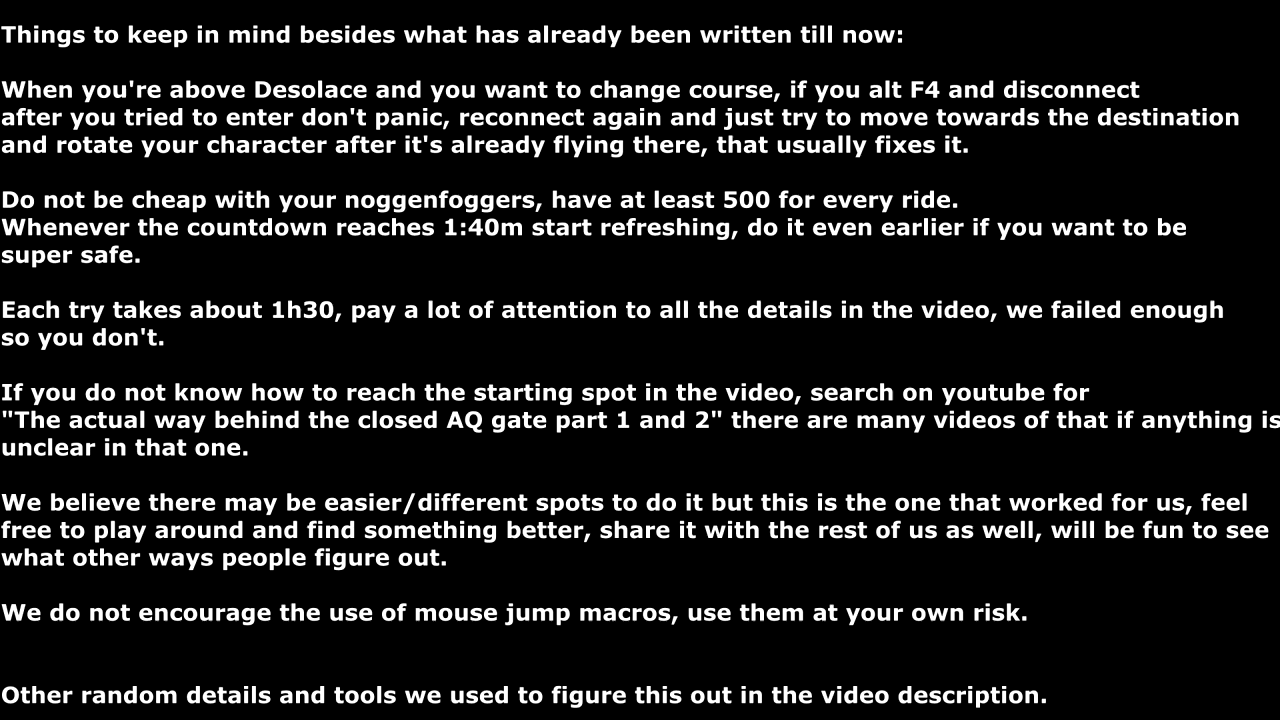 Things to keep in mind besides what has already been written till now:
When you're above Desolace and you want to change course, if you alt F4 and disconnect
after you tried to enter don't panic, reconnect again and just try to move towards the destination
and rotate your character after it's already flying there, that usually fixes it.
Do not be cheap with your noggenfoggers, have at least 500 for every ride.
Whenever the countdown reaches 1:40m start refreshing, do it even earlier if you want to be
super safe.
Each try takes about 1h30, pay a lot of attention to all the details in the video, we failed enough
so you don't.
If you do not know how to reach the starting spot in the video, search on youtube for
"The actual way behind the closed AQ gate part 1 and 2" there are many videos of that if anything is
unclear in that one.
We believe there may be easier/different spots to do it but this is the one that worked for us, feel
free to play around and find something better, share it with the rest of us as well, will be fun to see
what other ways people figure out.
We do not encourage the use of mouse jump macros, use them at your own risk.
Other random details and tools we used to figure this out in the video description.